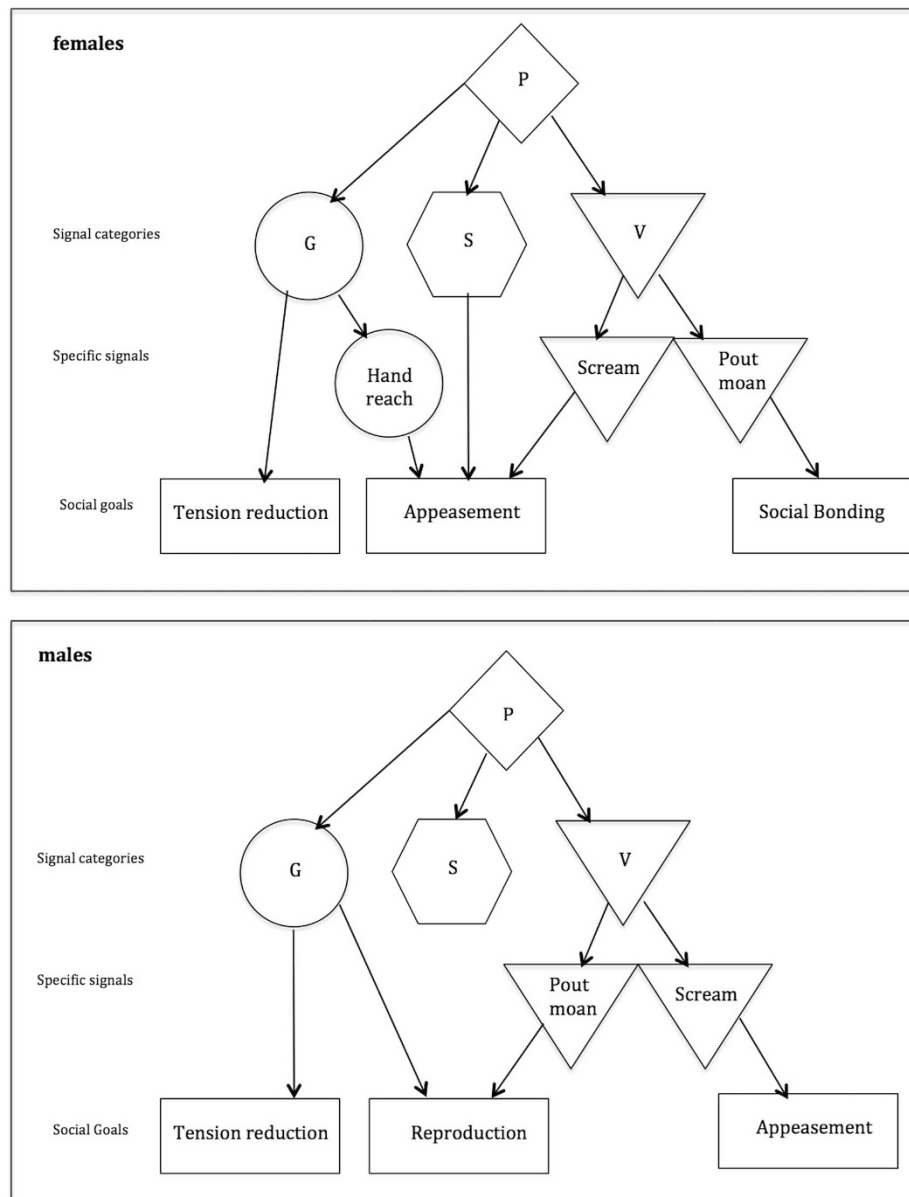 females
P
Signal categories
G
S
V
Specific signals
Hand
reach
Scream
Pout
moan
Social goals
Tension reduction
Appeasement
Social Bonding
males
P
Signal categories
G
S
V
Specific signals
Pout
moan
Scream
Social Goals
Tension reduction
Reproduction
Appeasement